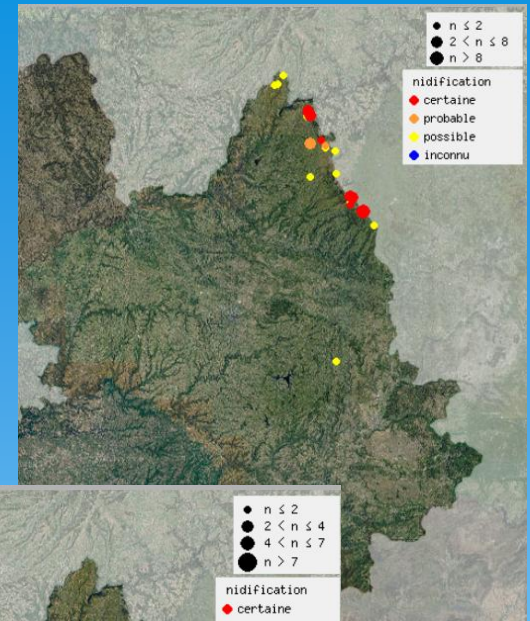 n ≤ 2
2 < n ≤ 8
n > 8
nidification
certaine
probable
possible
inconnu
n ≤ 2
2 < n ≤ 4
4 < n ≤ 7
n > 7
nidification
certaine